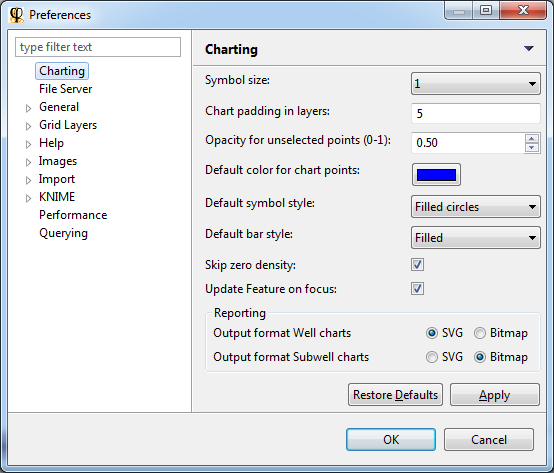 Preferences
type filter text
Charting
File Server
General
Grid Layers
Help
Images
Import
KNIME
Performance
Querying
Charting
Symbol size: 1
Chart padding in layers: 5
Opacity for unselected points (0-1): 0.50
Default color for chart points:
Default symbol style: Filled circles
Default bar style: Filled
Skip zero density:
Update Feature on focus:
Reporting
Output format Well charts SVG Bitmap
Output format Subwell charts SVG Bitmap
Restore Defaults Apply
OK Cancel